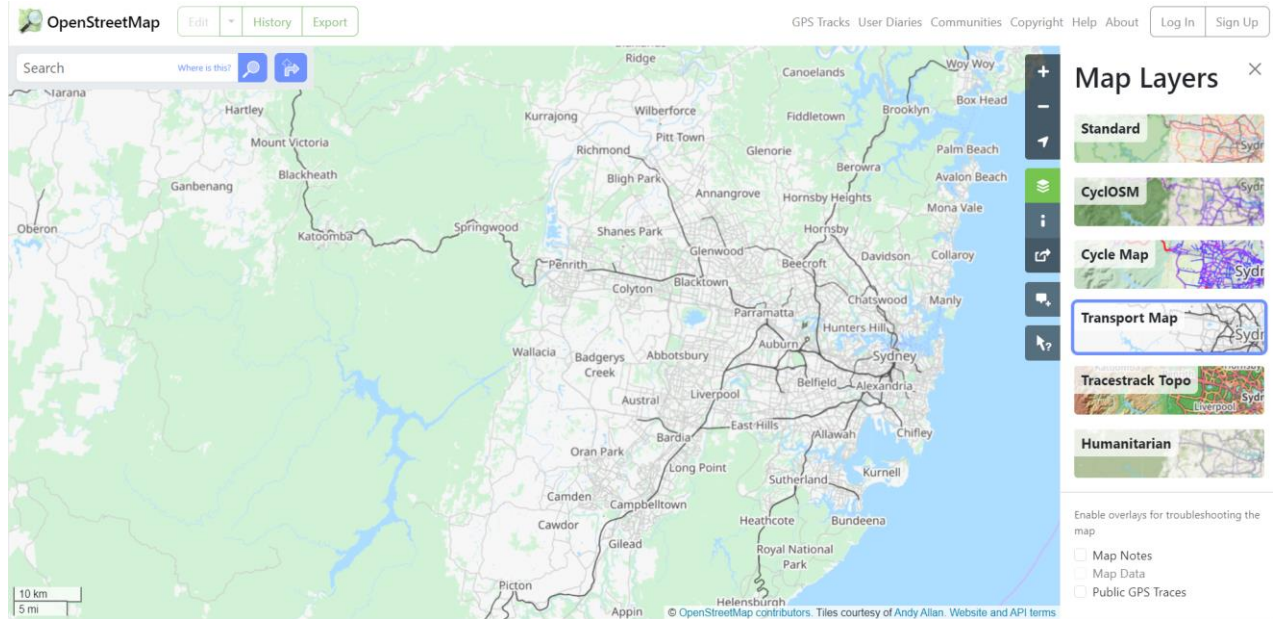 OpenStreetMap
Edit
History
Export
GPS Tracks User Diaries Communities Copyright Help About
Log In
Sign Up
Search
Where is this?
Ridge
Canoelands
Woy Woy
Tarana
Hartley
Kurrajong
Wilberforce
Fiddletown
Brooklyn
Box Head
Mount Victoria
Pitt Town
Richmond
Glenorie
Palm Beach
Blackheath
Bligh Park
Berowra
Avalon Beach
Ganbenang
Annangrove
Hornsby Heights
Mona Vale
Oberon
Katoomba
Springwood
Shanes Park
Hornsby
Glenwood
Beecroft
Davidson
Collaroy
Penrith
Colyton
Blacktown
Chatswood
Manly
Parramatta
Hunters Hill
Wallacia
Badgerys
Creek
Abbotsbury
Auburn
Sydney
Belfield
Alexandria
Austral
Liverpool
East Hills
Allawah
Chifley
Bardia
Oran Park
Long Point
Sutherland
Kurnell
Camden
Campbelltown
Cawdor
Heathcote
Bundeena
Gilead
Royal National
Park
Picton
Helensburgh
Appin
10 km
5 mi
© OpenStreetMap contributors. Tiles courtesy of Andy Allan. Website and API terms
Map Layers
Standard
Sydr
CyclOSM
Sydr
Cycle Map
Sydr
Transport Map
Sydr
Tracestrack Topo
Liverpool
Sydr
Humanitarian
Enable overlays for troubleshooting the
map
Map Notes
Map Data
Public GPS Traces